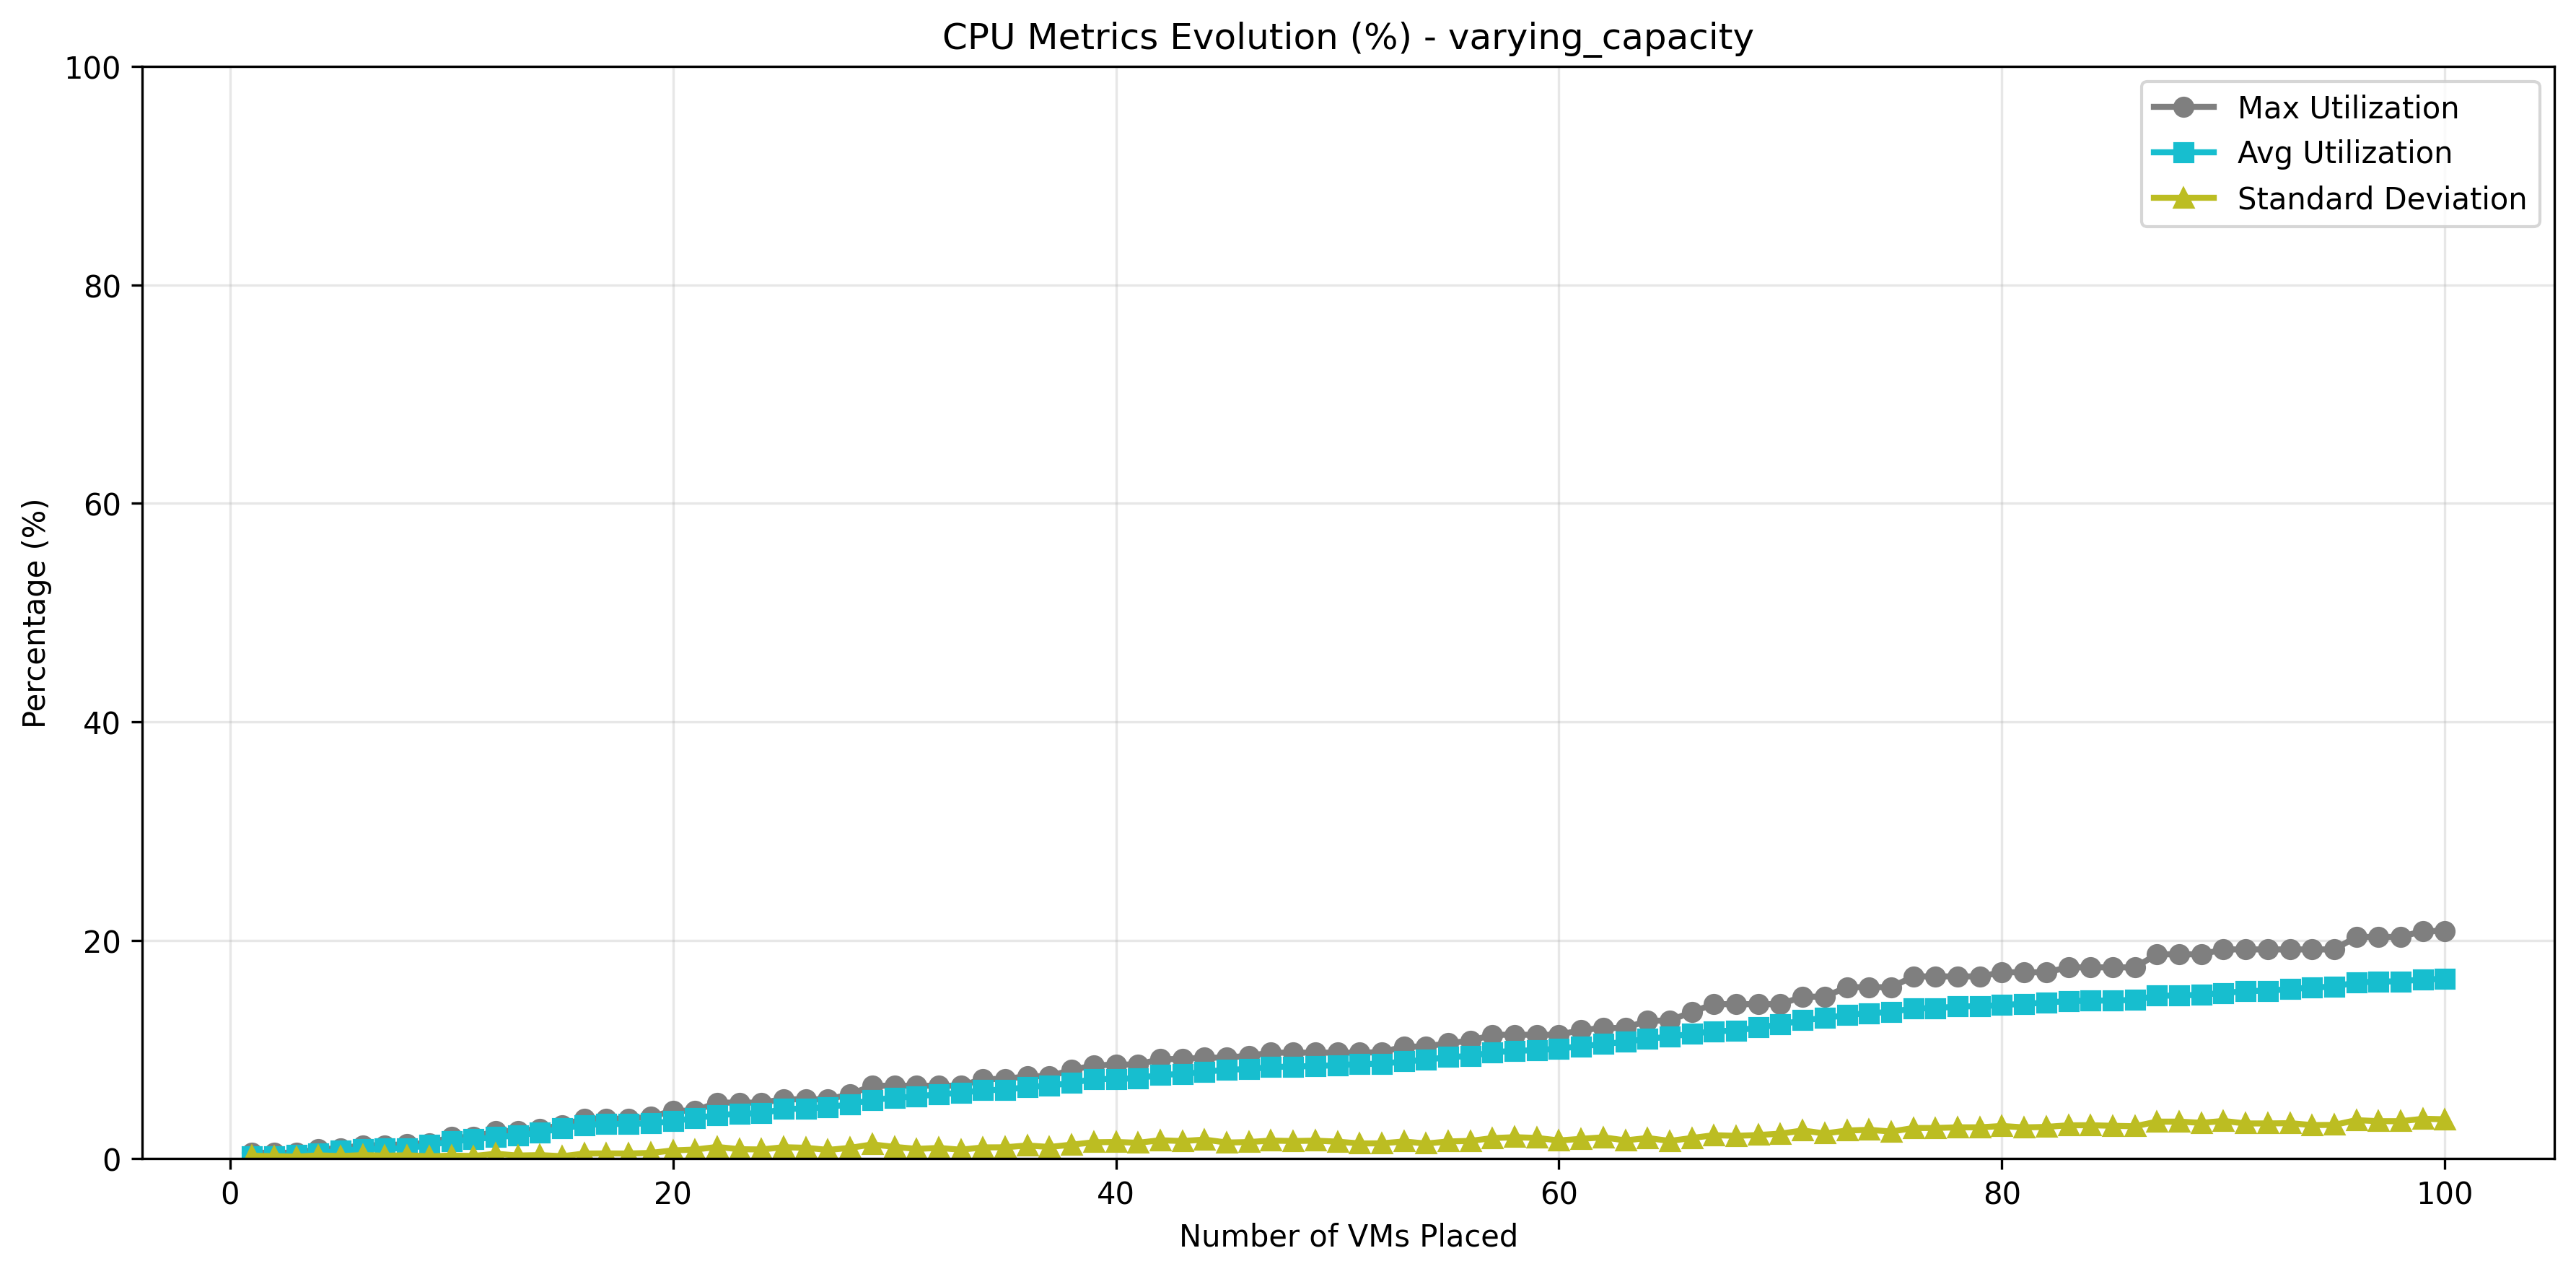 CPU Metrics Evolution (%) - varying_capacity
100
80
60
40
20
0
Percentage (%)
Max Utilization
Avg Utilization
Standard Deviation
0 20 40 60 80 100
Number of VMs Placed